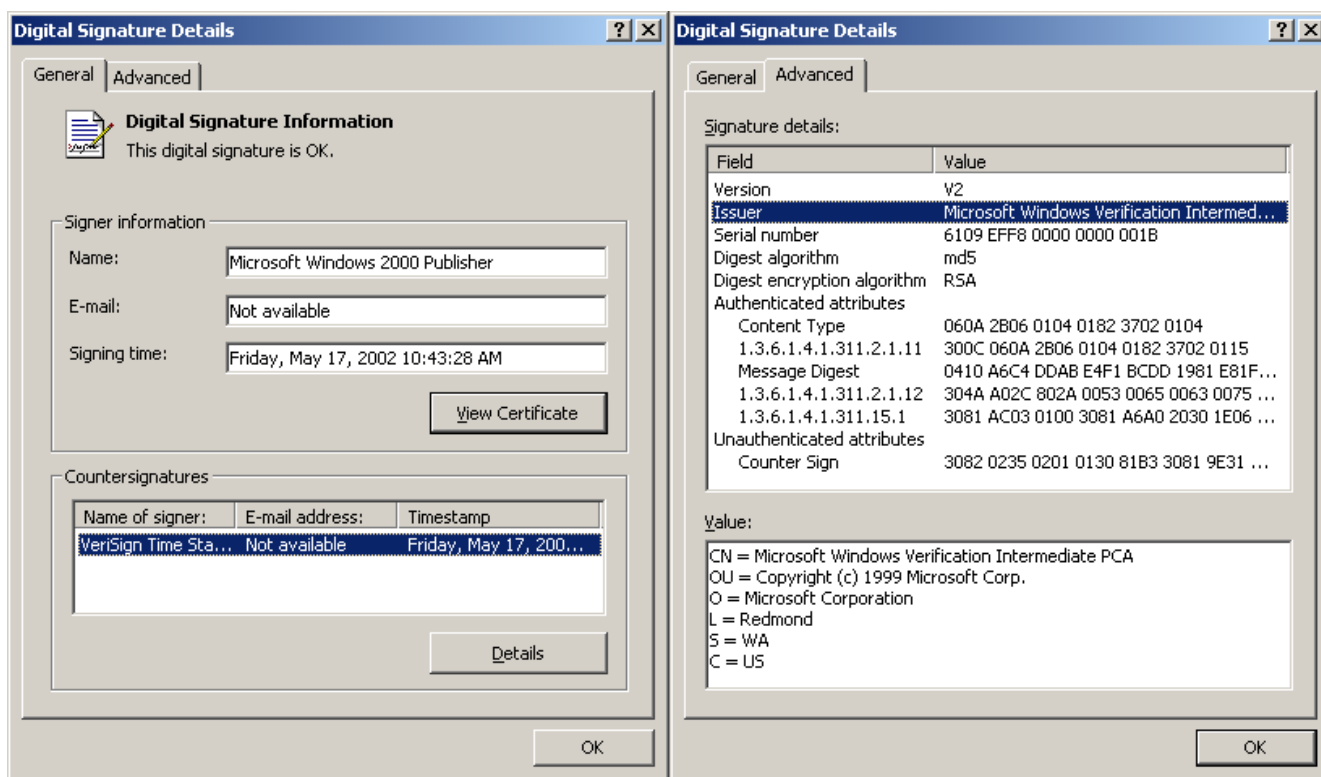 Digital Signature Details
General Advanced
Digital Signature Information
This digital signature is OK.
Signer information
Name: Microsoft Windows 2000 Publisher
E-mail: Not available
Signing time: Friday, May 17, 2002 10:43:28 AM
View Certificate
Countersignatures
Name of signer: E-mail address: Timestamp
VeriSign Time Sta... Not available Friday, May 17, 200...
Details
OK
Digital Signature Details
General Advanced
Signature details:
Field Value
Version V2
Issuer Microsoft Windows Verification Intermed...
Serial number 6109 EFF8 0000 0000 001B
Digest algorithm md5
Digest encryption algorithm RSA
Authenticated attributes
Content Type 060A 2B06 0104 0182 3702 0104
1.3.6.1.4.1.311.2.1.11 300C 060A 2B06 0104 0182 3702 0115
Message Digest 0410 A6C4 DDAB E4F1 BCDD 1981 E81F...
1.3.6.1.4.1.311.2.1.12 304A A02C 802A 0053 0065 0063 0075 ...
1.3.6.1.4.1.311.15.1 3081 AC03 0100 3081 A6A0 2030 1E06 ...
Unauthenticated attributes
Counter Sign 3082 0235 0201 0130 81B3 3081 9E31 ...
Value:
CN = Microsoft Windows Verification Intermediate PCA
OU = Copyright (c) 1999 Microsoft Corp.
O = Microsoft Corporation
L = Redmond
S = WA
C = US
OK